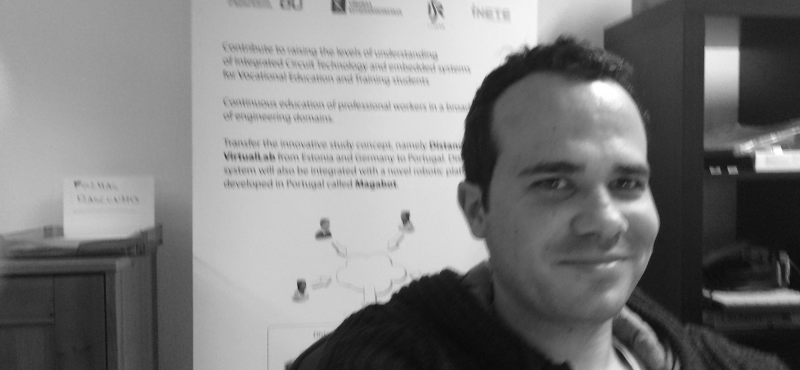 iNETE
Contribute to raising the levels of understanding
of Integrated Circuit Technology and embedded systems
for Vocational Education and Training students
Continuous education of professional workers in a broad
of engineering domains.
Transfer the innovative study concept, namely Distan
VirtualLab from Estonia and Germany to Portugal. The
system will also be integrated with a novel robotic
developed in Portugal called Magabot.